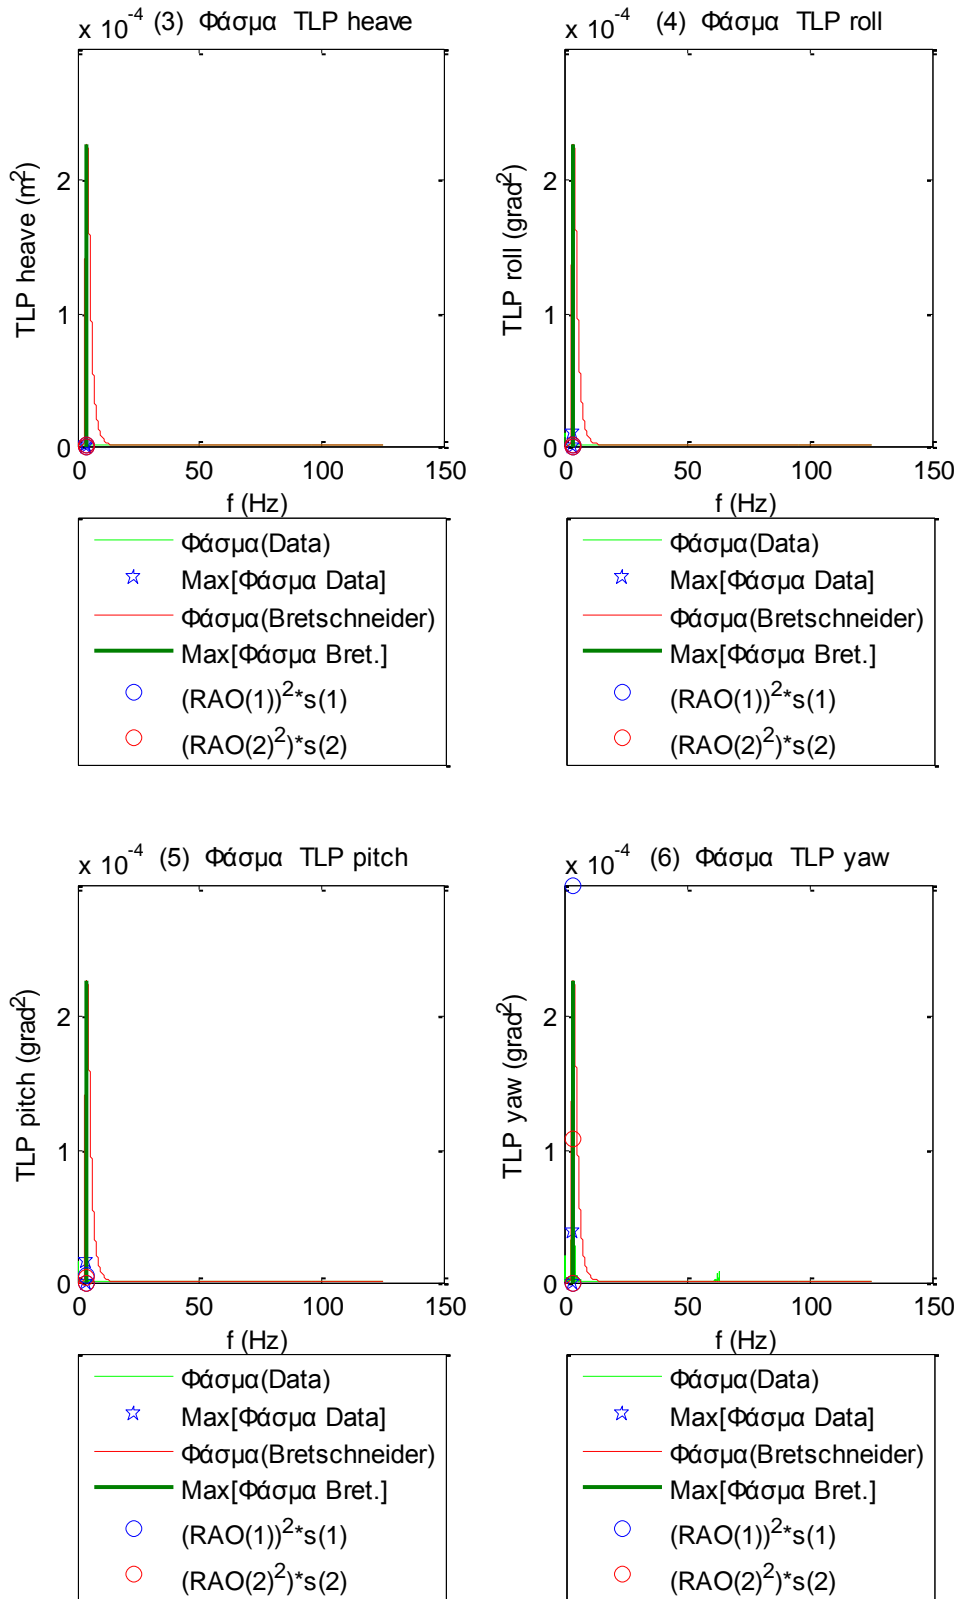 x 10^-4 (3) Φάσμα TLP heave
TLP heave (m^2)
2
1
0
0 50 100 150
f (Hz)
Φάσμα(Data)
Max[Φάσμα Data]
Φάσμα(Bretschneider)
Max[Φάσμα Bret.]
(RAO(1))^2*s(1)
(RAO(2)^2)*s(2)
x 10^-4 (4) Φάσμα TLP roll
TLP roll (grad^2)
2
1
0
0 50 100 150
f (Hz)
Φάσμα(Data)
Max[Φάσμα Data]
Φάσμα(Bretschneider)
Max[Φάσμα Bret.]
(RAO(1))^2*s(1)
(RAO(2)^2)*s(2)
x 10^-4 (5) Φάσμα TLP pitch
TLP pitch (grad^2)
2
1
0
0 50 100 150
f (Hz)
Φάσμα(Data)
Max[Φάσμα Data]
Φάσμα(Bretschneider)
Max[Φάσμα Bret.]
(RAO(1))^2*s(1)
(RAO(2)^2)*s(2)
x 10^-4 (6) Φάσμα TLP yaw
TLP yaw (grad^2)
2
1
0
0 50 100 150
f (Hz)
Φάσμα(Data)
Max[Φάσμα Data]
Φάσμα(Bretschneider)
Max[Φάσμα Bret.]
(RAO(1))^2*s(1)
(RAO(2)^2)*s(2)